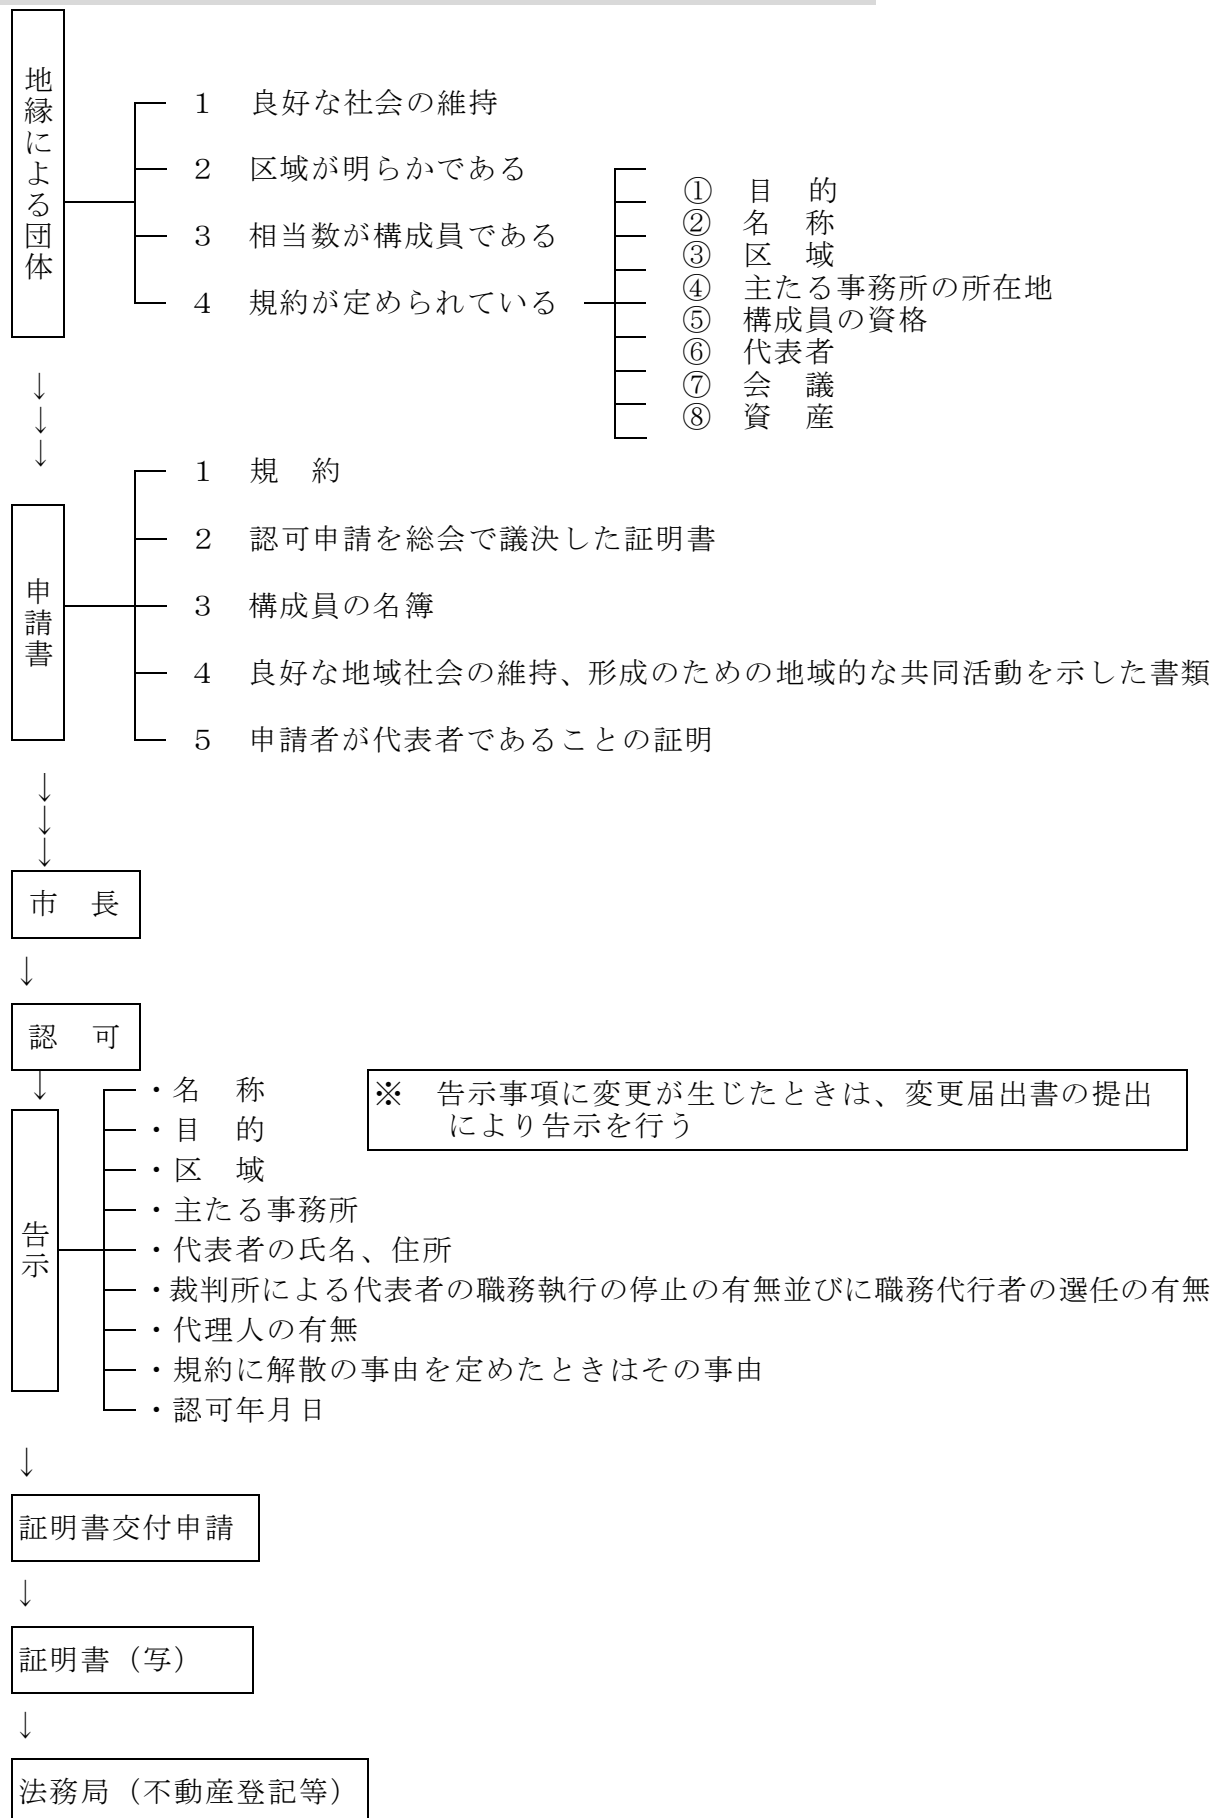 地縁による団体
1 良好な社会の維持
2 区域が明らかである
3 相当数が構成員である
4 規約が定められている
① 目 的
② 名 称
③ 区 域
④ 主たる事務所の所在地
⑤ 構成員の資格
⑥ 代表者
⑦ 会 議
⑧ 資 産
↓
↓
↓
申請書
1 規 約
2 認可申請を総会で議決した証明書
3 構成員の名簿
4 良好な地域社会の維持、形成のための地域的な共同活動を示した書類
5 申請者が代表者であることの証明
↓
↓
↓
市 長
↓
認 可
↓
告示
・名 称
・目 的
・区 域
・主たる事務所
・代表者の氏名、住所
・裁判所による代表者の職務執行の停止の有無並びに職務代行者の選任の有無
・代理人の有無
・規約に解散の事由を定めたときはその事由
・認可年月日
※ 告示事項に変更が生じたときは、変更届出書の提出
により告示を行う
↓
証明書交付申請
↓
証明書（写）
↓
法務局（不動産登記等）